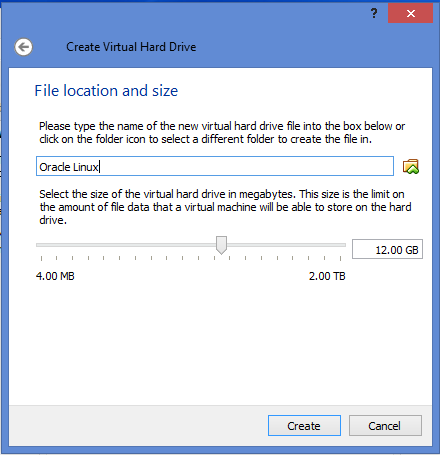 ?
Create Virtual Hard Drive
File location and size
Please type the name of the new virtual hard drive file into the box below or
click on the folder icon to select a different folder to create the file in.
Oracle Linux
Select the size of the virtual hard drive in megabytes. This size is the limit on
the amount of file data that a virtual machine will be able to store on the hard
drive.
12.00 GB
4.00 MB 2.00 TB
Create Cancel